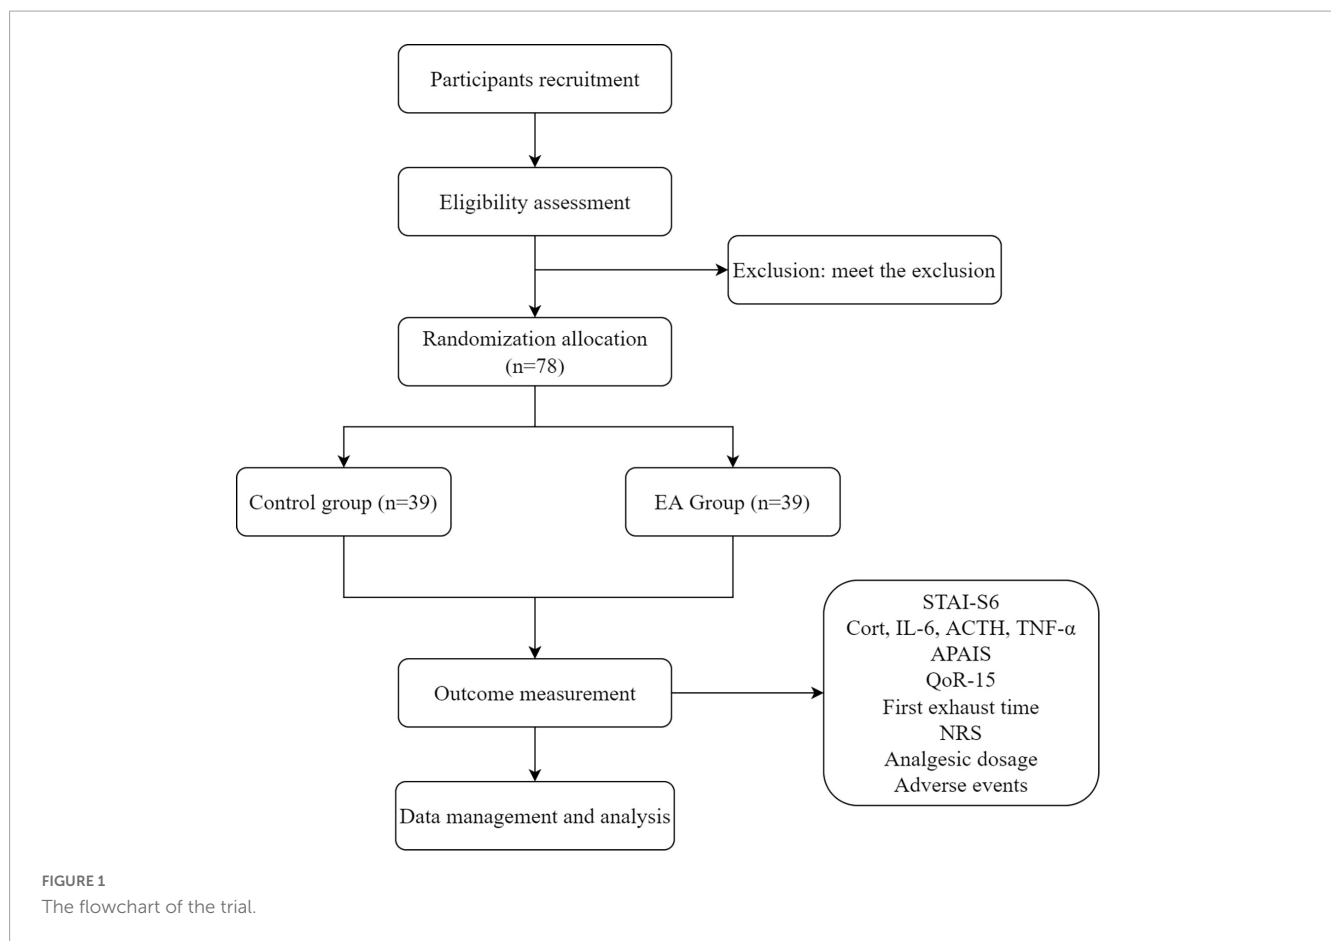 Participants recruitment
Eligibility assessment
Exclusion: meet the exclusion
Randomization allocation
(n=78)
Control group (n=39)
EA Group (n=39)
Outcome measurement
STAI-S6
Cort, IL-6, ACTH, TNF-α
APAIS
QoR-15
First exhaust time
NRS
Analgesic dosage
Adverse events
Data management and analysis
FIGURE 1
The flowchart of the trial.